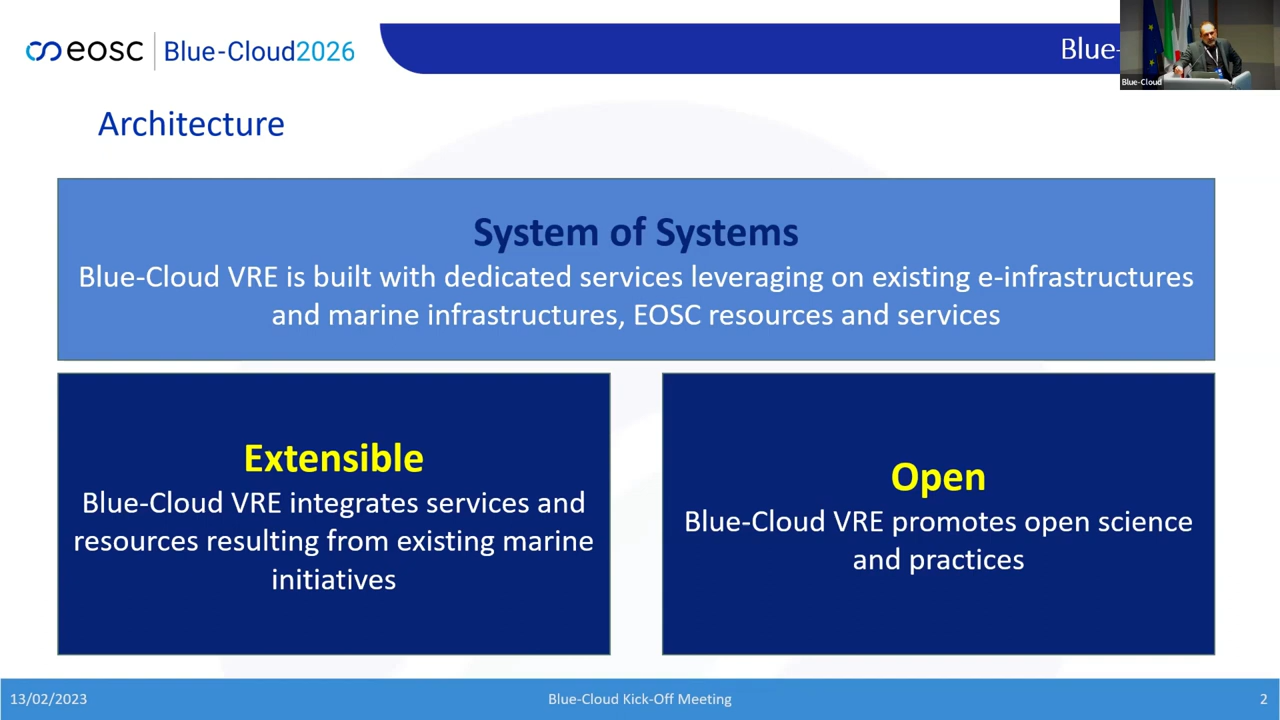 eosc Blue-Cloud2026
Blue-
Blue-Cloud
Architecture
System of Systems
Blue-Cloud VRE is built with dedicated services leveraging on existing e-infrastructures
and marine infrastructures, EOSC resources and services
Extensible
Blue-Cloud VRE integrates services and
resources resulting from existing marine
initiatives
Open
Blue-Cloud VRE promotes open science
and practices
13/02/2023
Blue-Cloud Kick-Off Meeting
2